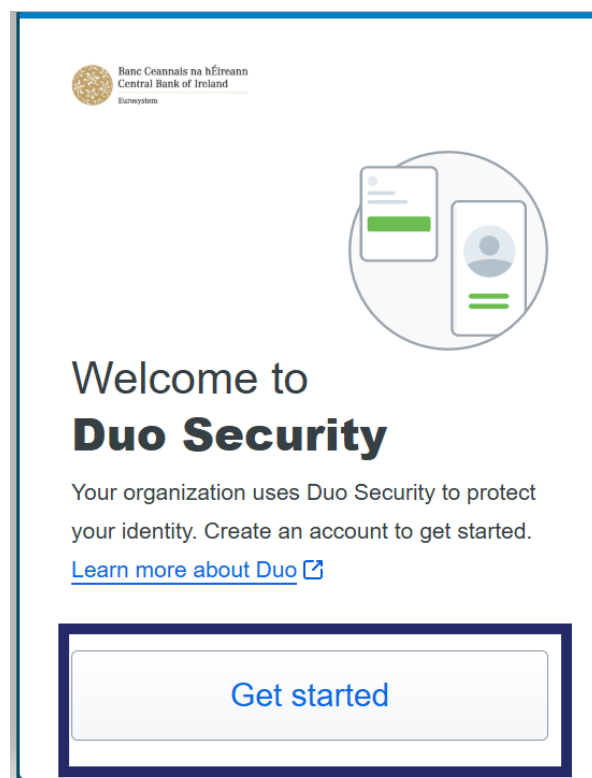 Banc Ceannais na hÉireann
Central Bank of Ireland
Eurosystem
Welcome to
Duo Security
Your organization uses Duo Security to protect
your identity. Create an account to get started.
Learn more about Duo
Get started